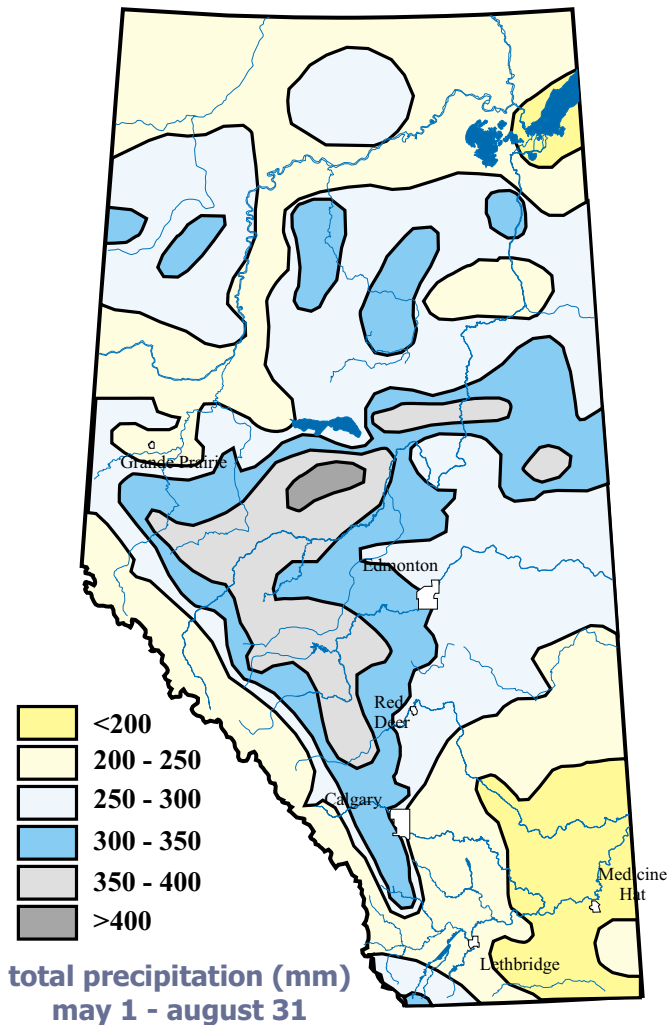 Grande Prairie
Edmonton
Red
Deer
Calgary
Medicine
Hat
Lethbridge
<200
200 - 250
250 - 300
300 - 350
350 - 400
>400
total precipitation (mm)
may 1 - august 31